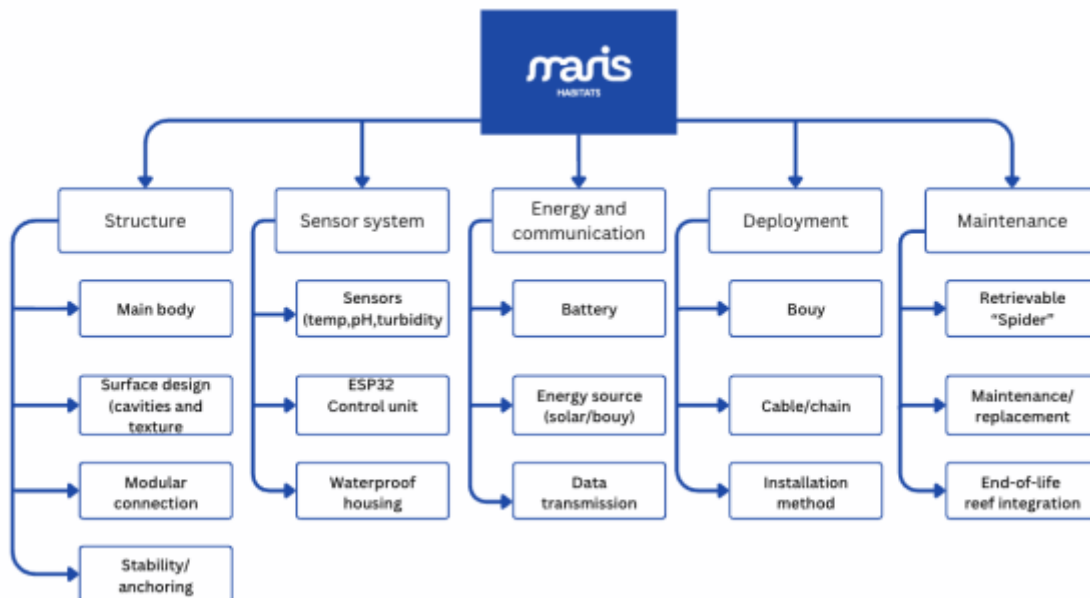 maris
HABITATS
Structure
Main body
Surface design
(cavities and
texture
Modular
connection
Stability/
anchoring
Sensor system
Sensors
(temp,pH,turbidity
ESP32
Control unit
Waterproof
housing
Energy and
communication
Battery
Energy source
(solar/bouy)
Data
transmission
Deployment
Bouy
Cable/chain
Installation
method
Maintenance
Retrievable
“Spider”
Maintenance/
replacement
End-of-life
reef integration